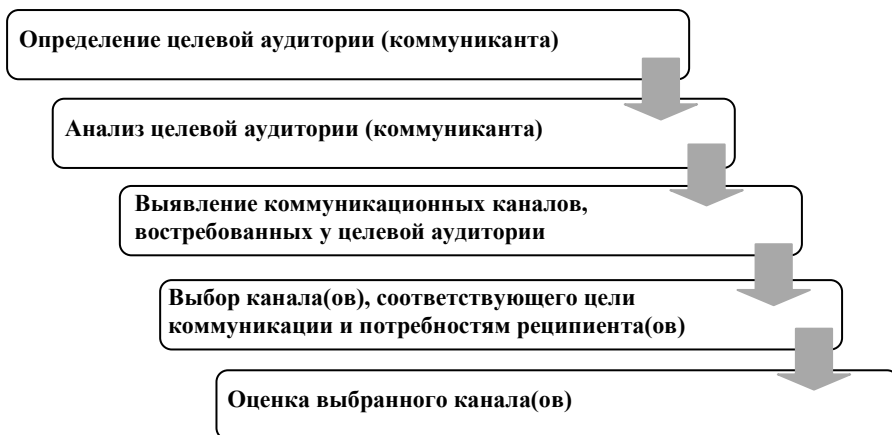 Определение целевой аудитории (коммуниканта)
Анализ целевой аудитории (коммуниканта)
Выявление коммуникационных каналов,
востребованных у целевой аудитории
Выбор канала(ов), соответствующего цели
коммуникации и потребностям реципиента(ов)
Оценка выбранного канала(ов)